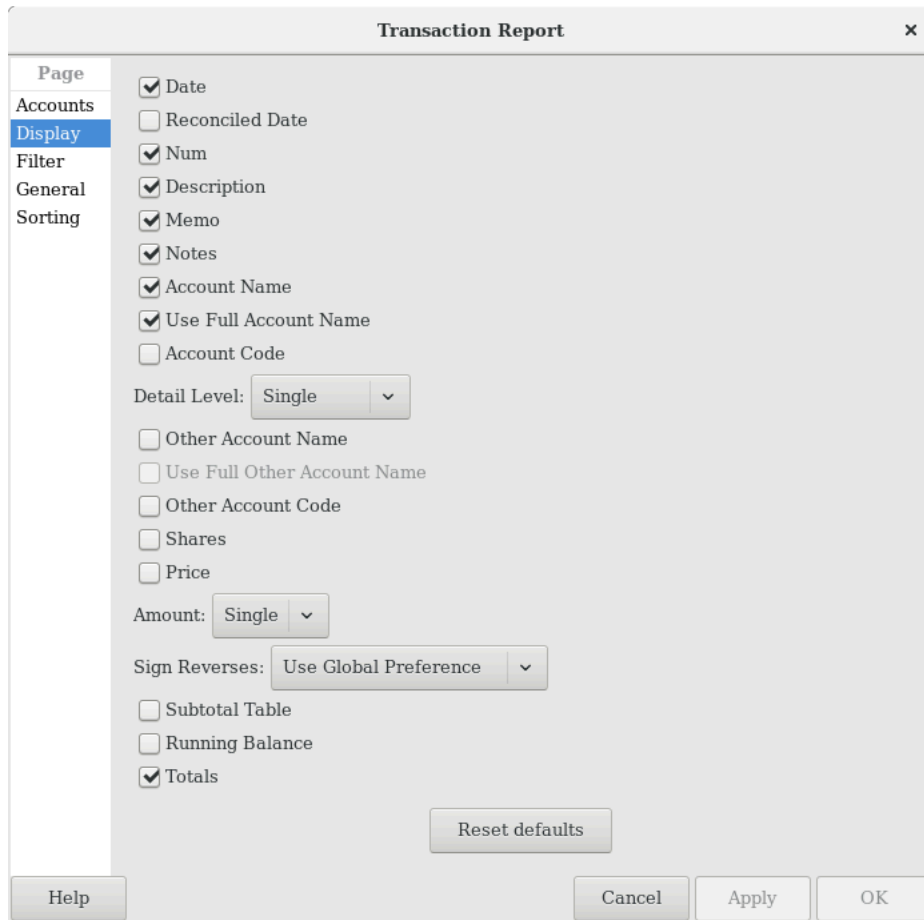 Transaction Report
Page
Accounts
Display
Filter
General
Sorting
Date
Reconciled Date
Num
Description
Memo
Notes
Account Name
Use Full Account Name
Account Code
Detail Level: Single
Other Account Name
Use Full Other Account Name
Other Account Code
Shares
Price
Amount: Single
Sign Reverses: Use Global Preference
Subtotal Table
Running Balance
Totals
Reset defaults
Help Cancel Apply OK